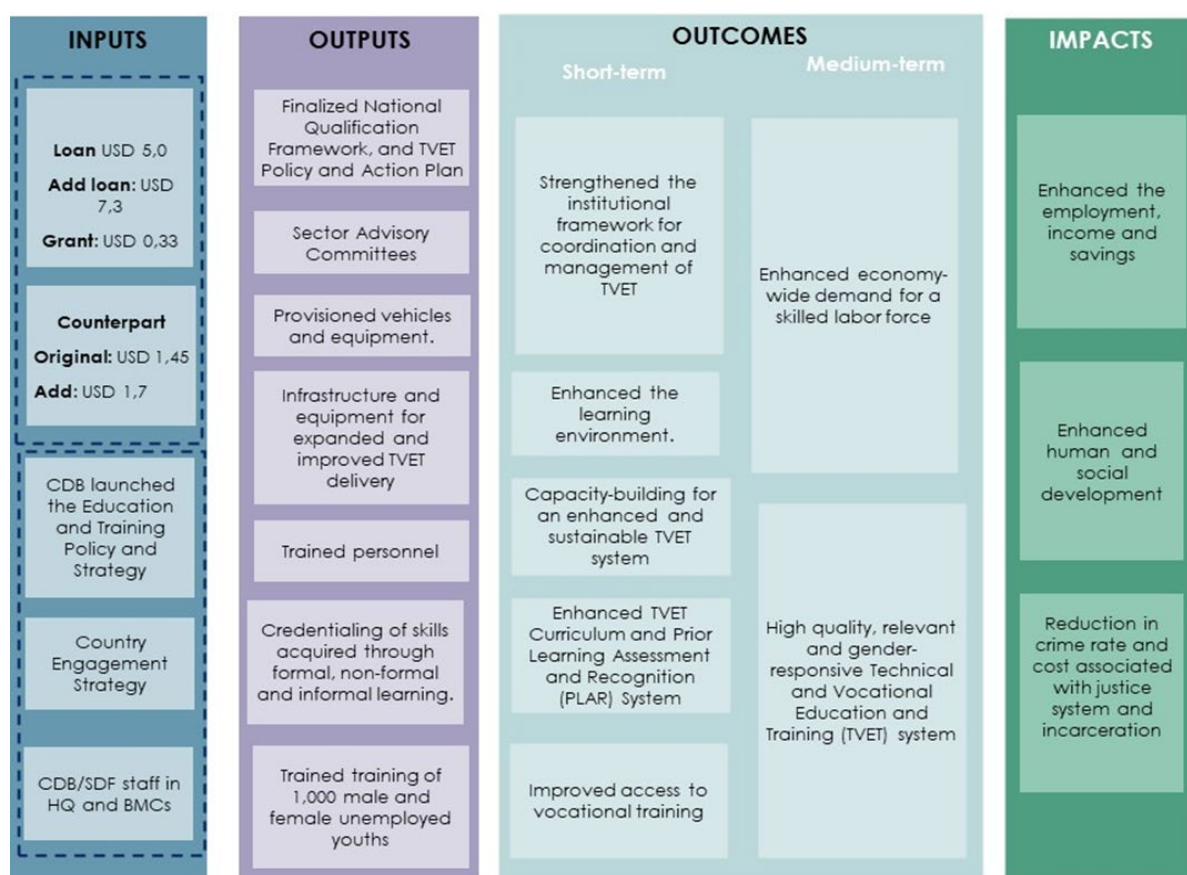 INPUTS
Loan USD 5,0
Add loan: USD
7,3
Grant: USD 0,33
Counterpart
Original: USD 1,45
Add: USD 1,7
CDB launched
the Education
and Training
Policy and
Strategy
Country
Engagement
Strategy
CDB/SDF staff in
HQ and BMCs
OUTPUTS
Finalized National
Qualification
Framework, and TVET
Policy and Action Plan
Sector Advisory
Committees
Provisioned vehicles
and equipment.
Infrastructure and
equipment for
expanded and
improved TVET
delivery
Trained personnel
Credentialing of skills
acquired through
formal, non-formal
and informal learning.
Trained training of
1,000 male and
female unemployed
youths
OUTCOMES
Short-term
Strengthened the
institutional
framework for
coordination and
management of
TVET
Enhanced the
learning
environment.
Capacity-building for
an enhanced and
sustainable TVET
system
Enhanced TVET
Curriculum and Prior
Learning Assessment
and Recognition
(PLAR) System
Improved access to
vocational training
Medium-term
Enhanced economy-
wide demand for a
skilled labor force
High quality, relevant
and gender-
responsive Technical
and Vocational
Education and
Training (TVET) system
IMPACTS
Enhanced the
employment,
income and
savings
Enhanced
human and
social
development
Reduction in
crime rate and
cost associated
with justice
system and
incarceration